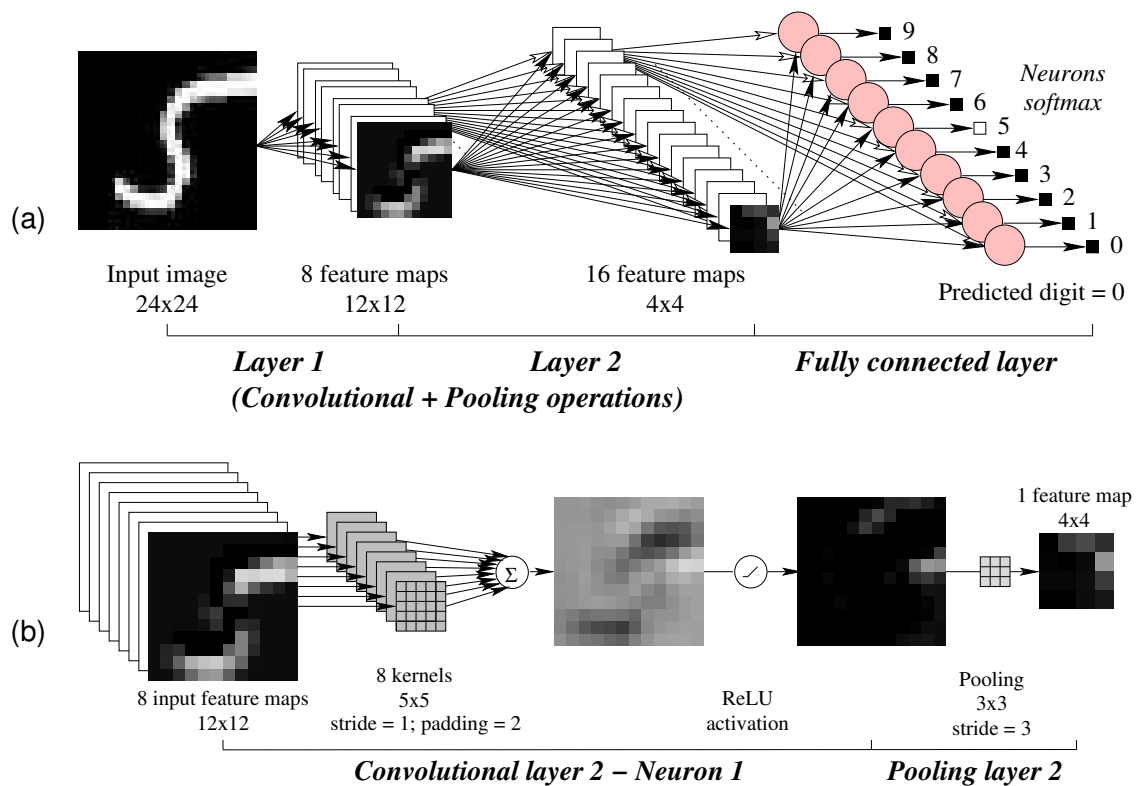 (a)
Input image
24x24
8 feature maps
12x12
16 feature maps
4x4
9
8
7
6
5
4
3
2
1
0
Neurons
softmax
Predicted digit = 0
Layer 1
Layer 2
Fully connected layer
(Convolutional + Pooling operations)
(b)
8 input feature maps
12x12
8 kernels
5x5
stride = 1; padding = 2
Σ
ReLU
activation
Pooling
3x3
stride = 3
1 feature map
4x4
Convolutional layer 2 – Neuron 1
Pooling layer 2